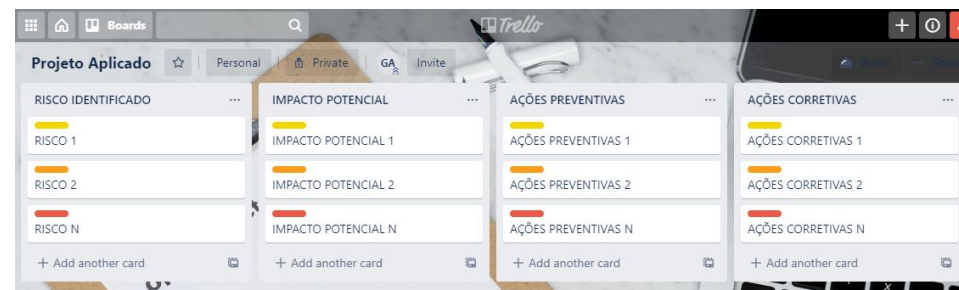 Boards
Trello
Projeto Aplicado
Personal
Private
GA
Invite
Butler
RISCO IDENTIFICADO
RISCO 1
RISCO 2
RISCO N
+ Add another card
IMPACTO POTENCIAL
IMPACTO POTENCIAL 1
IMPACTO POTENCIAL 2
IMPACTO POTENCIAL N
+ Add another card
AÇÕES PREVENTIVAS
AÇÕES PREVENTIVAS 1
AÇÕES PREVENTIVAS 2
AÇÕES PREVENTIVAS N
+ Add another card
AÇÕES CORRETIVAS
AÇÕES CORRETIVAS 1
AÇÕES CORRETIVAS 2
AÇÕES CORRETIVAS N
+ Add another card